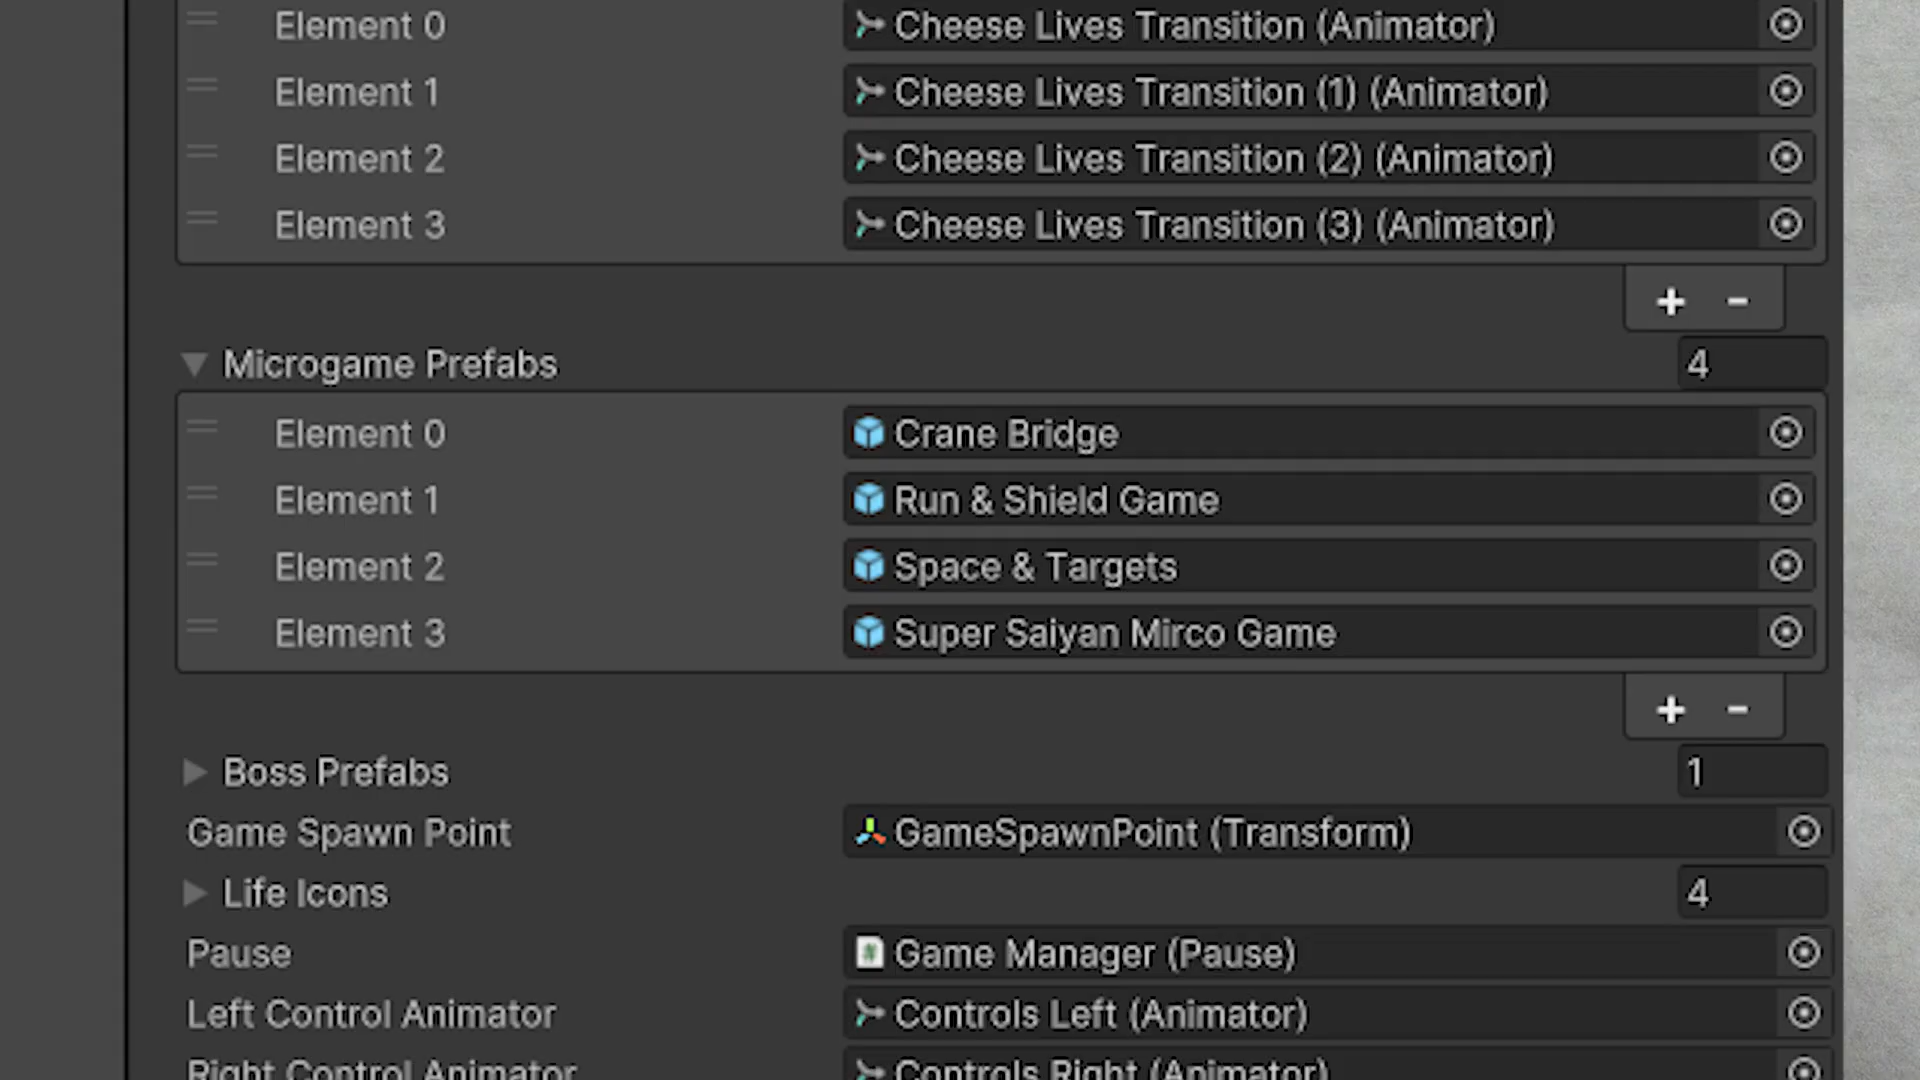 Element 0 Cheese Lives Transition (Animator)
Element 1 Cheese Lives Transition (1) (Animator)
Element 2 Cheese Lives Transition (2) (Animator)
Element 3 Cheese Lives Transition (3) (Animator)
+ -
Microgame Prefabs 4
Element 0 Crane Bridge
Element 1 Run & Shield Game
Element 2 Space & Targets
Element 3 Super Saiyan Mirco Game
+ -
Boss Prefabs 1
Game Spawn Point GameSpawnPoint (Transform)
Life Icons 4
Pause # Game Manager (Pause)
Left Control Animator Controls Left (Animator)
Right Control Animator Controls Right (Animator)